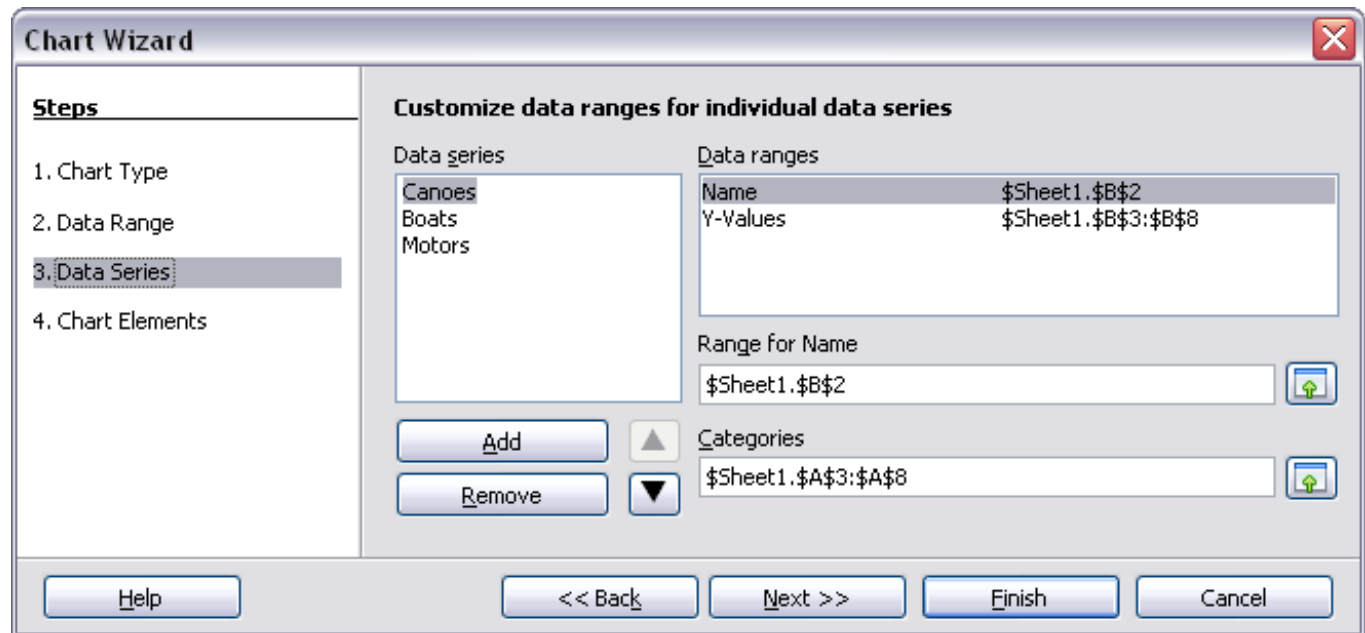 Chart Wizard
Steps
1. Chart Type
2. Data Range
3. Data Series
4. Chart Elements
Customize data ranges for individual data series
Data series
Canoes
Boats
Motors
Add
Remove
Data ranges
Name $Sheet1.$B$2
Y-Values $Sheet1.$B$3:$B$8
Range for Name
$Sheet1.$B$2
Categories
$Sheet1.$A$3:$A$8
Help
<< Back
Next >>
Finish
Cancel